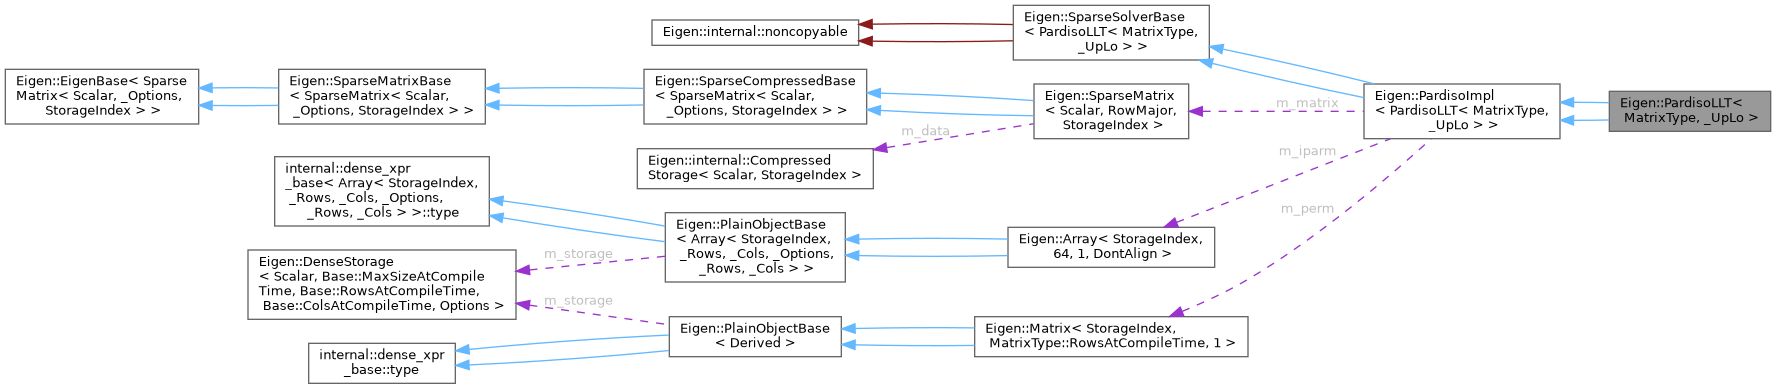 Eigen::internal::noncopyable
Eigen::SparseSolverBase
< PardisoLLT< MatrixType,
_UpLo > >
Eigen::EigenBase< Sparse
Matrix< Scalar, _Options,
StorageIndex > >
Eigen::SparseMatrixBase
< SparseMatrix< Scalar,
_Options, StorageIndex > >
Eigen::SparseCompressedBase
< SparseMatrix< Scalar,
_Options, StorageIndex > >
Eigen::SparseMatrix
< Scalar, RowMajor,
StorageIndex >
m_matrix
Eigen::PardisoImpl
< PardisoLLT< MatrixType,
_UpLo > >
Eigen::PardisoLLT<
MatrixType, _UpLo >
m_data
Eigen::internal::Compressed
Storage< Scalar, StorageIndex >
m_iparm
internal::dense_xpr
_base< Array< StorageIndex,
_Rows, _Cols, _Options,
_Rows, _Cols > >::type
m_perm
Eigen::PlainObjectBase
< Array< StorageIndex,
_Rows, _Cols, _Options,
_Rows, _Cols > >
Eigen::Array< StorageIndex,
64, 1, DontAlign >
m_storage
Eigen::DenseStorage
< Scalar, Base::MaxSizeAtCompile
Time, Base::RowsAtCompileTime,
Base::ColsAtCompileTime, Options >
m_storage
Eigen::PlainObjectBase
< Derived >
Eigen::Matrix< StorageIndex,
MatrixType::RowsAtCompileTime, 1 >
internal::dense_xpr
_base::type